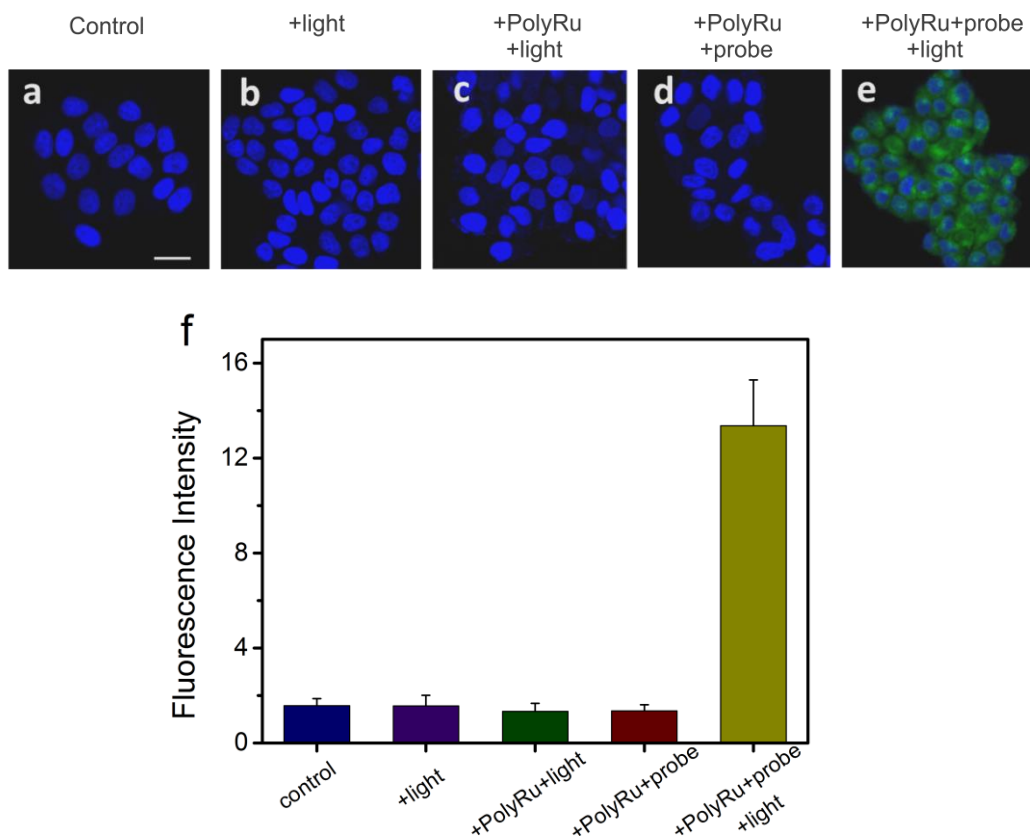 Control
+light
+PolyRu
+light
+PolyRu
+probe
+PolyRu+probe
+light
a
b
c
d
e
f
Fluorescence Intensity
16
12
8
4
0
control
+light
+PolyRu+light
+PolyRu+probe
+PolyRu+probe
+light